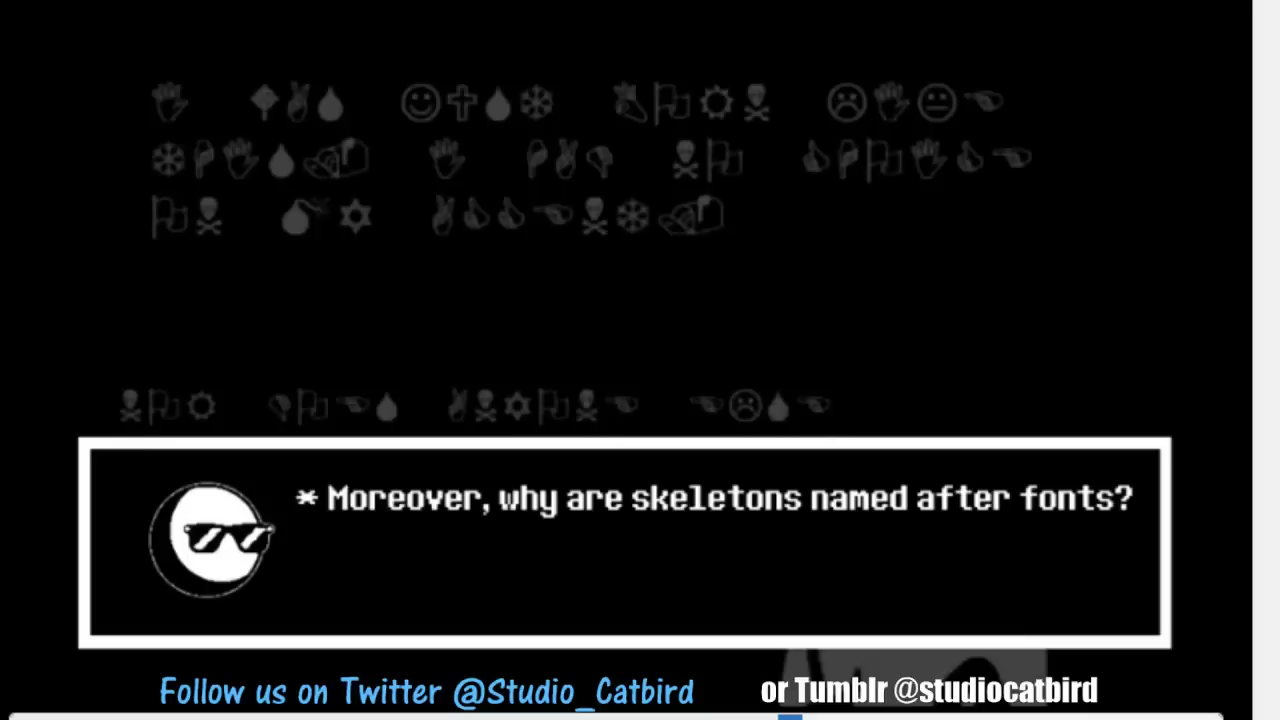 ✋ 🕈✌💧 ☺🕆💧❄ 👌⚐☼☠ ☹✋😐☜
❄☟✋💧📬 ✋ ☟✌👎 ☠⚐ 👍☟⚐✋👍☜
⚐☠ 💣✡ ✌👍👍☜☠❄📬
☠⚐☼ 👎⚐☜💧 ✌☠✡⚐☠☜ ☜☹💧☜
* Moreover, why are skeletons named after fonts?
Follow us on Twitter @Studio_Catbird or Tumblr @studiocatbird